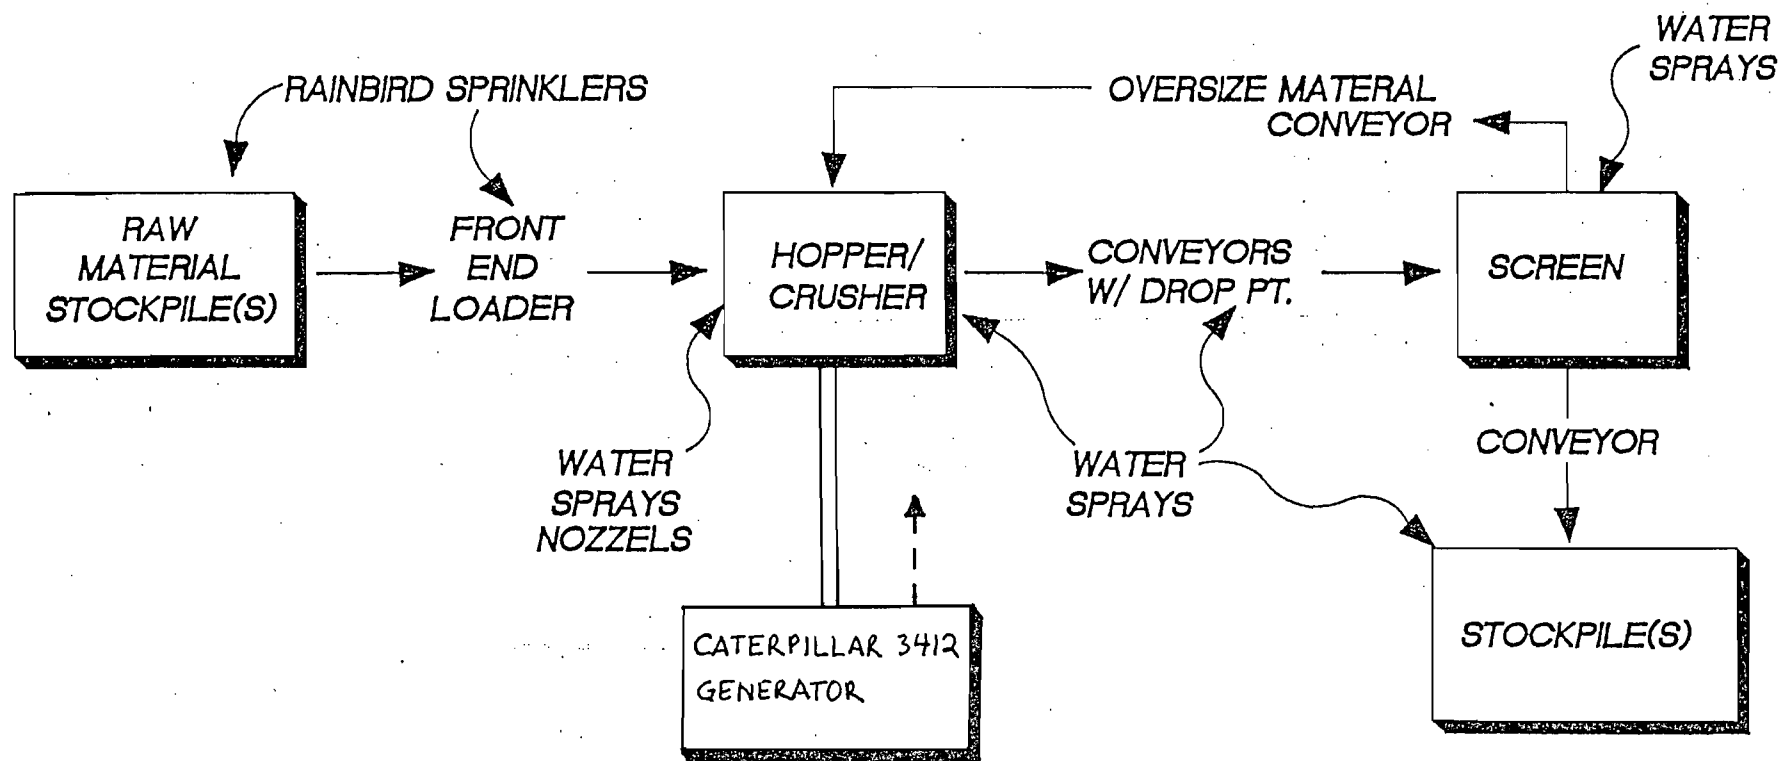 WATER
SPRAYS
RAINBIRD SPRINKLERS
OVERSIZE MATERAL
CONVEYOR
RAW
MATERIAL
STOCKPILE(S)
FRONT
END
LOADER
HOPPER/
CRUSHER
CONVEYORS
W/ DROP PT.
SCREEN
WATER
SPRAYS
NOZZELS
WATER
SPRAYS
CONVEYOR
CATERPILLAR 3412
GENERATOR
STOCKPILE(S)